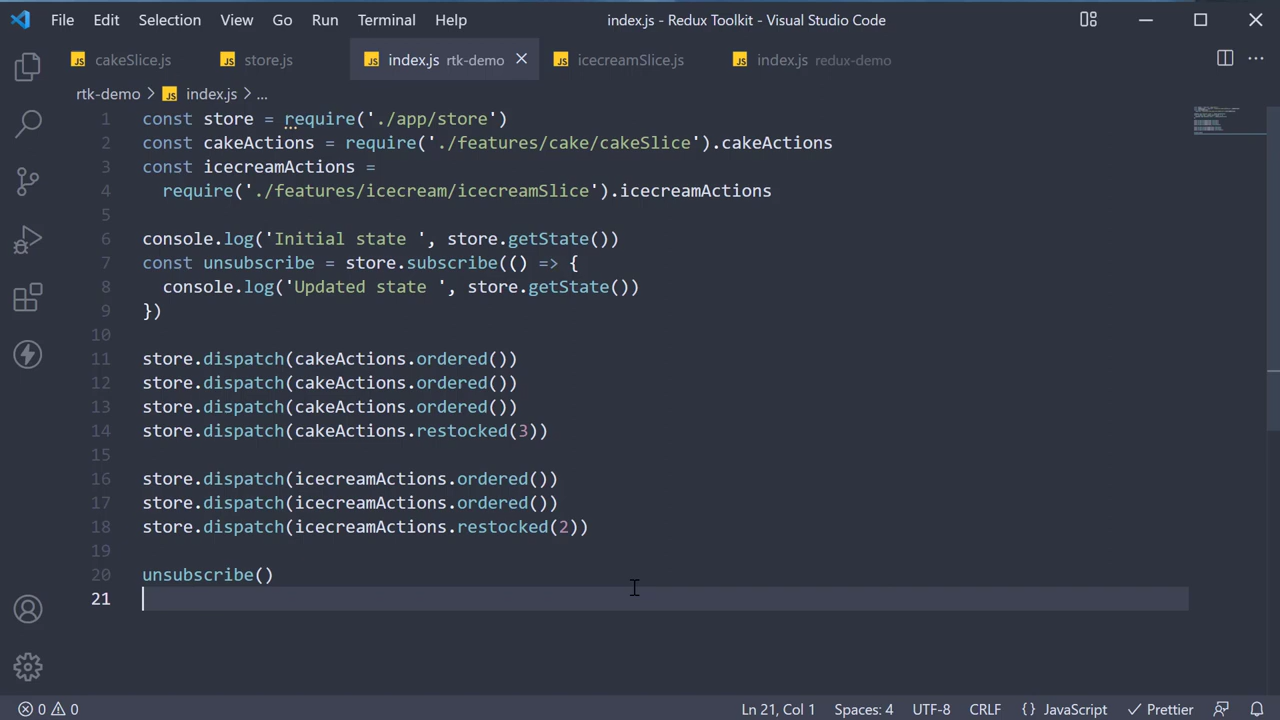 File Edit Selection View Go Run Terminal Help index.js - Redux Toolkit - Visual Studio Code
JS cakeSlice.js JS store.js JS index.js rtk-demo JS icecreamSlice.js JS index.js redux-demo
rtk-demo > JS index.js > ...
1 const store = require('./app/store')
2 const cakeActions = require('./features/cake/cakeSlice').cakeActions
3 const icecreamActions =
4 require('./features/icecream/icecreamSlice').icecreamActions
5
6 console.log('Initial state ', store.getState())
7 const unsubscribe = store.subscribe(() => {
8 console.log('Updated state ', store.getState())
9 })
10
11 store.dispatch(cakeActions.ordered())
12 store.dispatch(cakeActions.ordered())
13 store.dispatch(cakeActions.ordered())
14 store.dispatch(cakeActions.restocked(3))
15
16 store.dispatch(icecreamActions.ordered())
17 store.dispatch(icecreamActions.ordered())
18 store.dispatch(icecreamActions.restocked(2))
19
20 unsubscribe()
21
0 0 Ln 21, Col 1 Spaces: 4 UTF-8 CRLF {} JavaScript Prettier